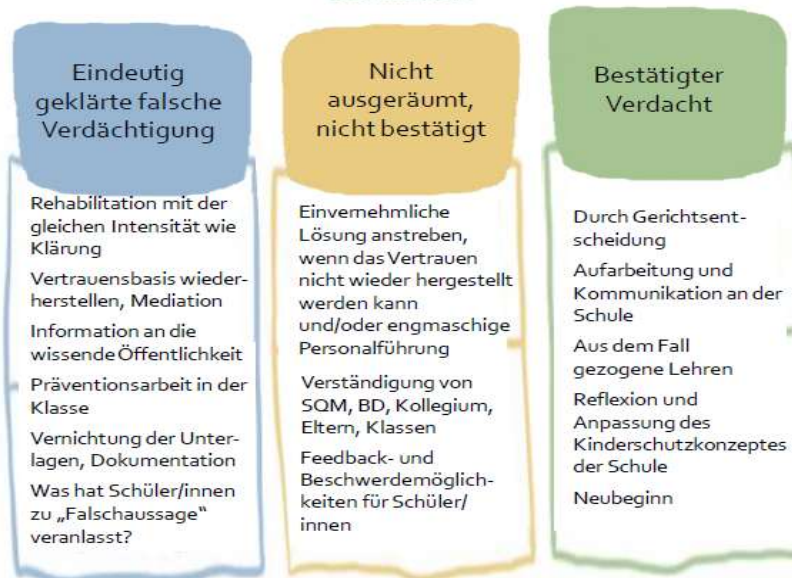 Eindeutig
geklärte falsche
Verdächtigung
Rehabilitation mit der
gleichen Intensität wie
Klärung
Vertrauensbasis wieder-
herstellen, Mediation
Information an die
wissende Öffentlichkeit
Präventionsarbeit in der
Klasse
Vernichtung der Unter-
lagen, Dokumentation
Was hat Schüler/innen
zu „Falschaussage“
veranlasst?
Nicht
ausgeräumt,
nicht bestätigt
Einvernehmliche
Lösung anstreben,
wenn das Vertrauen
nicht wieder hergestellt
werden kann
und/oder engmaschige
Personalführung
Verständigung von
SQM, BD, Kollegium,
Eltern, Klassen
Feedback- und
Beschwerdemöglich-
keiten für Schüler/
innen
Bestätigter
Verdacht
Durch Gerichtsent-
scheidung
Aufarbeitung und
Kommunikation an der
Schule
Aus dem Fall
gezogene Lehren
Reflexion und
Anpassung des
Kinderschutzkonzeptes
der Schule
Neubeginn